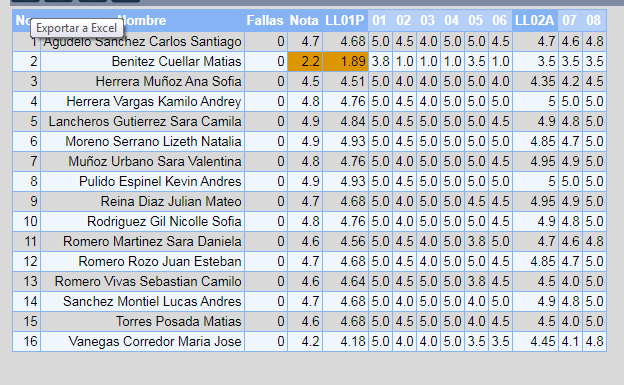 No. Nombre Fallas Nota LL01P 01 02 03 04 05 06 LL02A 07 08
Exportar a Excel
1 Agudelo Sanchez Carlos Santiago 0 4.7 4.68 5.0 4.5 4.0 5.0 5.0 4.5 4.7 4.6 4.8
2 Benitez Cuellar Matias 0 2.2 1.89 3.8 1.0 1.0 1.0 3.5 1.0 3.5 3.5 3.5
3 Herrera Muñoz Ana Sofia 0 4.5 4.51 5.0 4.0 4.0 5.0 4.0 5.0 4.35 4.2 4.5
4 Herrera Vargas Kamilo Andrey 0 4.8 4.76 5.0 4.5 4.0 5.0 5.0 5.0 5 5.0 5.0
5 Lancheros Gutierrez Sara Camila 0 4.9 4.84 5.0 4.5 5.0 5.0 5.0 4.5 4.9 4.8 5.0
6 Moreno Serrano Lizeth Natalia 0 4.9 4.93 5.0 4.5 5.0 5.0 5.0 5.0 4.85 4.7 5.0
7 Muñoz Urbano Sara Valentina 0 4.8 4.76 5.0 4.0 5.0 5.0 5.0 4.5 4.95 4.9 5.0
8 Pulido Espinel Kevin Andres 0 4.9 4.93 5.0 4.5 5.0 5.0 5.0 5.0 5 5.0 5.0
9 Reina Diaz Julian Mateo 0 4.7 4.68 5.0 4.0 5.0 5.0 4.5 4.5 4.95 4.9 5.0
10 Rodriguez Gil Nicolle Sofia 0 4.8 4.76 5.0 4.5 4.0 5.0 5.0 5.0 4.9 4.8 5.0
11 Romero Martinez Sara Daniela 0 4.6 4.56 5.0 4.5 4.0 5.0 3.8 5.0 4.7 4.6 4.8
12 Romero Rozo Juan Esteban 0 4.7 4.68 5.0 4.5 4.0 5.0 5.0 4.5 4.85 4.7 5.0
13 Romero Vivas Sebastian Camilo 0 4.6 4.64 5.0 4.5 5.0 5.0 3.8 4.5 4.5 4.0 5.0
14 Sanchez Montiel Lucas Andres 0 4.7 4.68 5.0 4.0 4.0 5.0 5.0 5.0 4.9 4.8 5.0
15 Torres Posada Matias 0 4.6 4.68 5.0 4.5 5.0 5.0 4.0 4.5 4.5 4.0 5.0
16 Vanegas Corredor Maria Jose 0 4.2 4.18 5.0 4.0 4.0 5.0 3.5 3.5 4.45 4.1 4.8